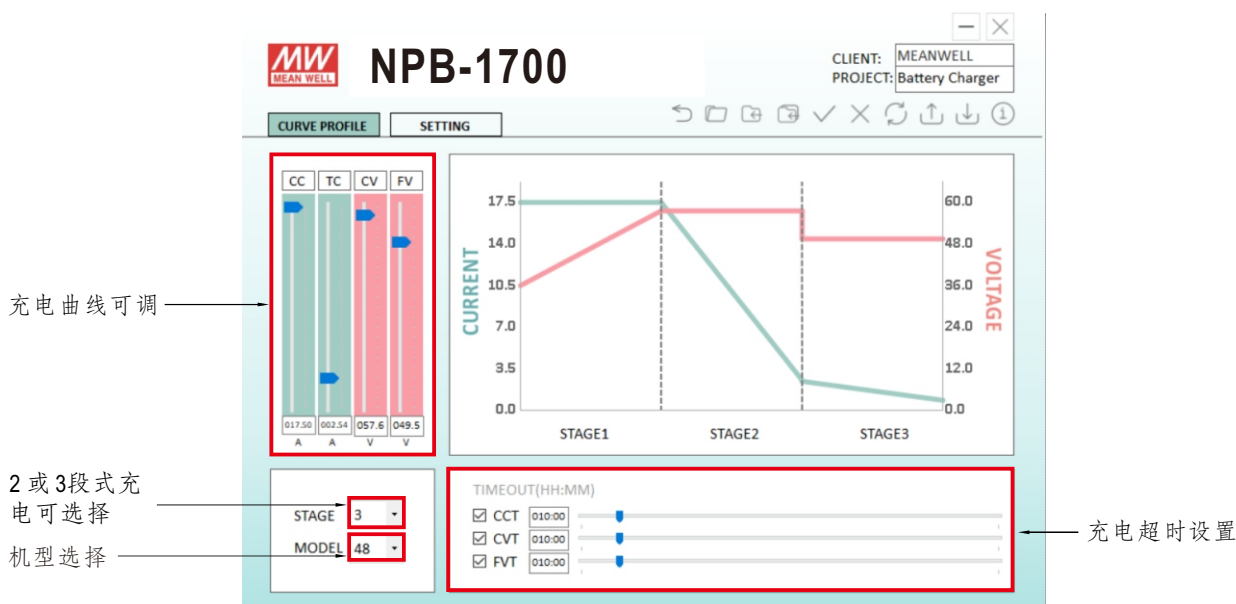 MW
MEAN WELL
NPB-1700
CLIENT: MEANWELL
PROJECT: Battery Charger
CURVE PROFILE
SETTING
CC TC CV FV
017.50 002.54 057.6 049.5
A A V V
充电曲线可调
CURRENT
17.5
14.0
10.5
7.0
3.5
0.0
60.0
48.0
36.0
24.0
12.0
0.0
VOLTAGE
STAGE1 STAGE2 STAGE3
2或3段式充
电可选择
机型选择
STAGE 3
MODEL 48
TIMEOUT(HH:MM)
CCT 010:00
CVT 010:00
FVT 010:00
充电超时设置